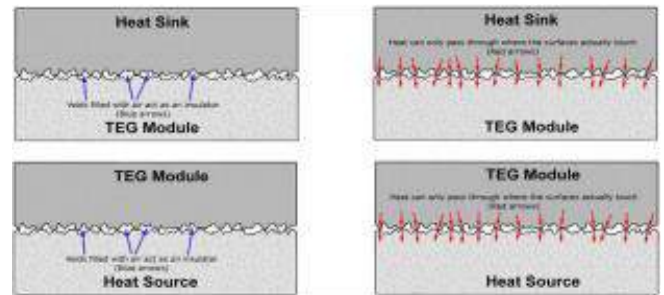 Heat Sink
Voids filled with air act as an insulator
(Blue arrows)
TEG Module
Heat Sink
Heat can only pass through where the surfaces actually touch
(Red arrows)
TEG Module
TEG Module
Voids filled with air act as an insulator
(Blue arrows)
Heat Source
TEG Module
Heat can only pass through where the surfaces actually touch
(Red arrows)
Heat Source